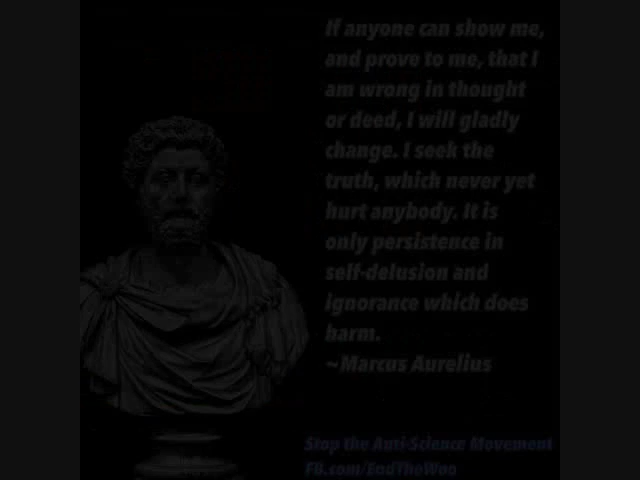 If anyone can show me,
and prove to me, that I
am wrong in thought
or deed, I will gladly
change. I seek the
truth, which never yet
hurt anybody. It is
only persistence in
self-delusion and
ignorance which does
harm.
~Marcus Aurelius
Stop the Anti-Science Movement
FB.com/EndTheWoo